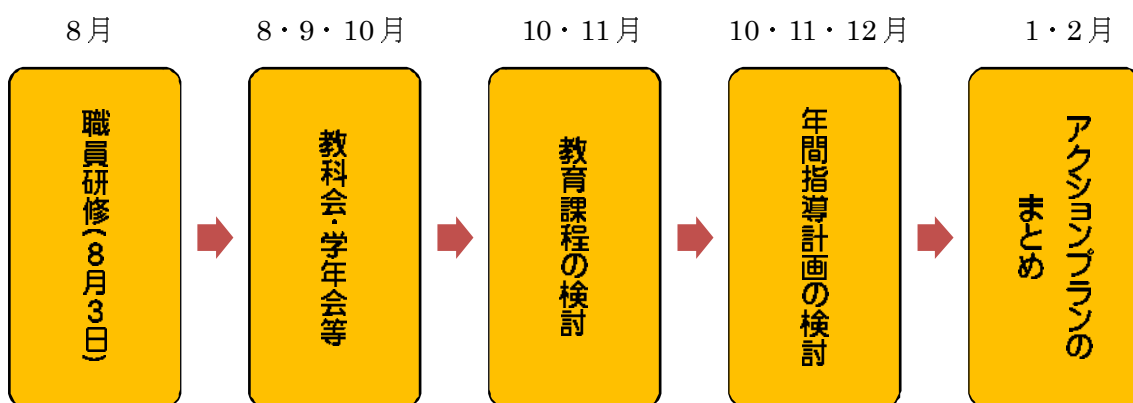 8月
8・9・10月
10・11月
10・11・12月
1・2月
職員研修(8月3日)
教科会・学年会等
教育課程の検討
年間指導計画の検討
アクションプランの
まとめ